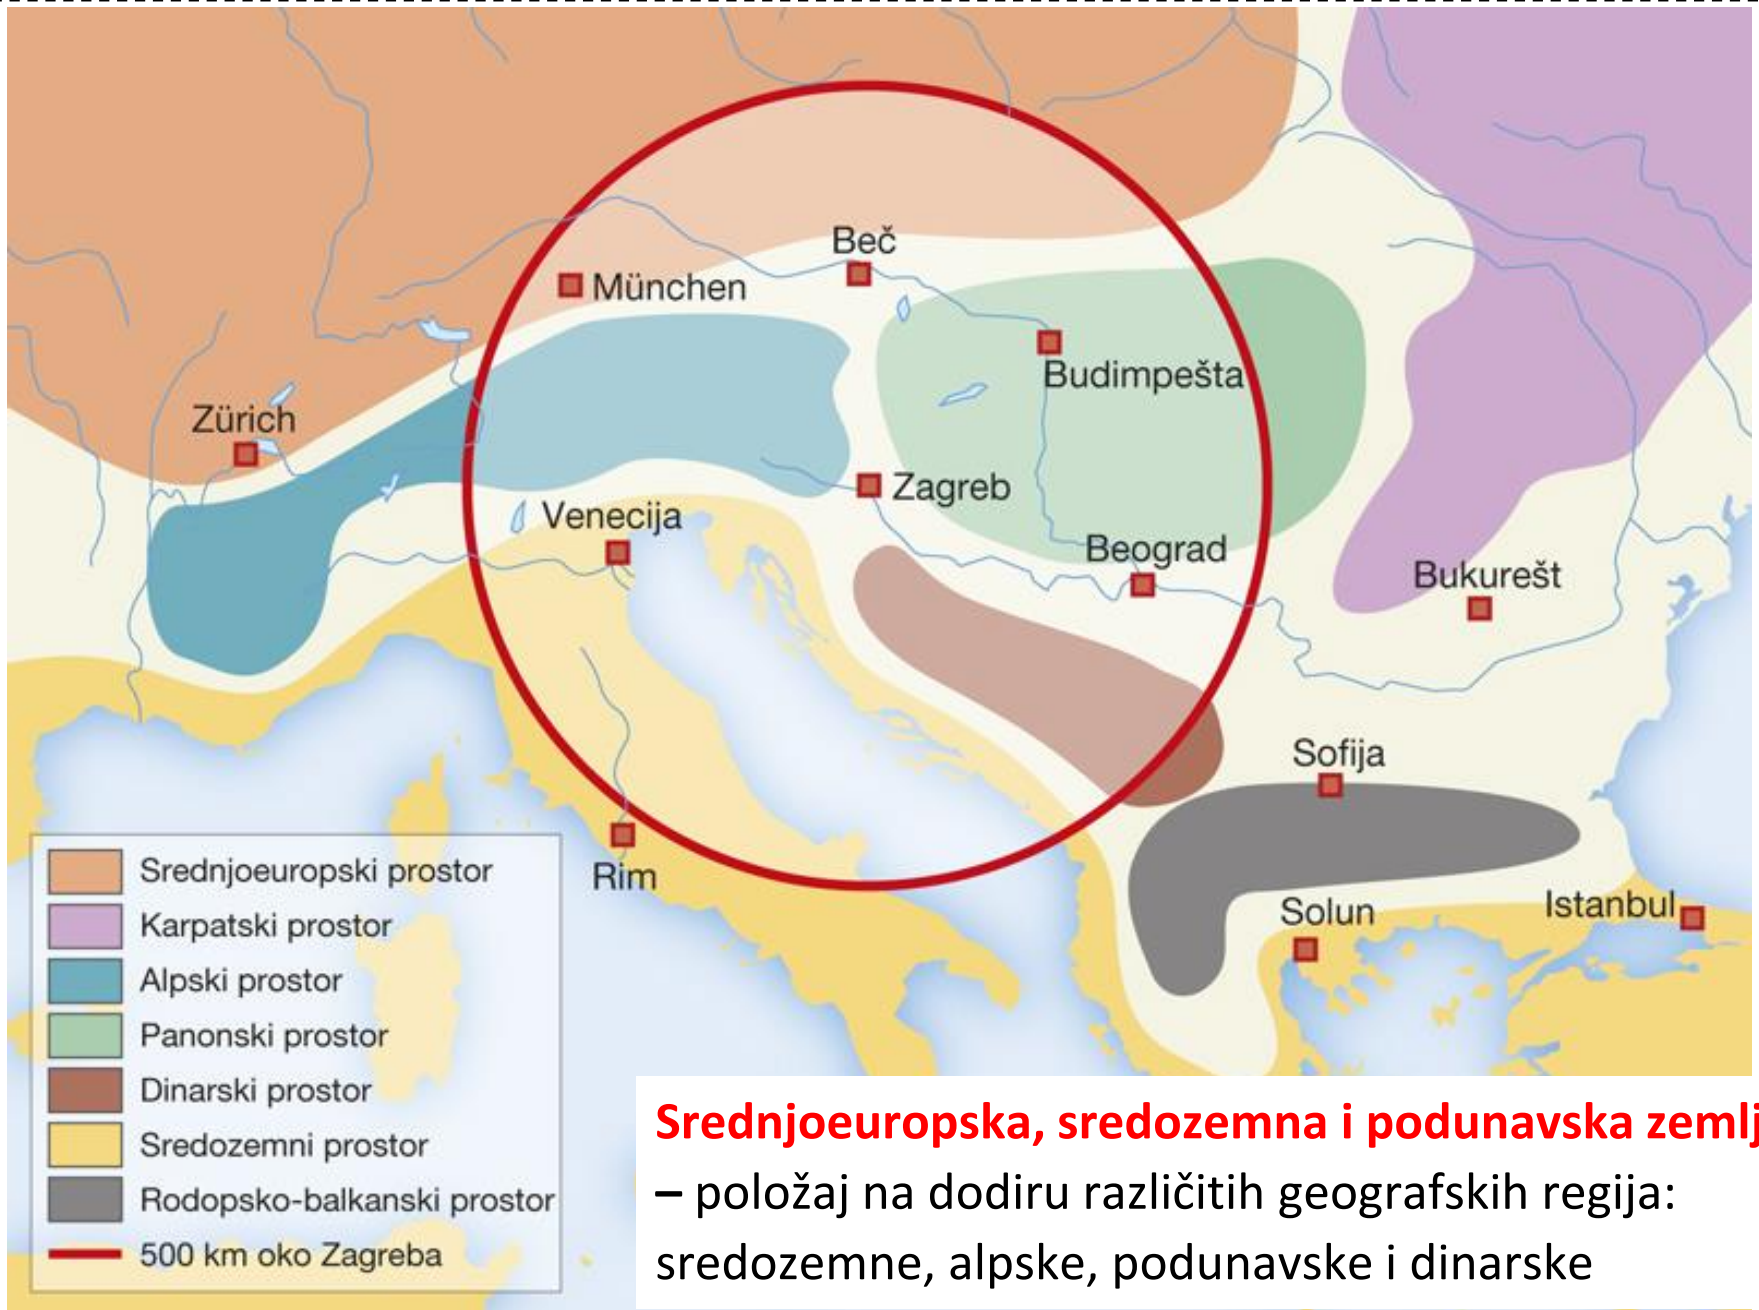 Beč
München
Budimpešta
Zürich
Zagreb
Venecija
Beograd
Bukurešt
Sofija
Rim
Solun
Istanbul
Srednjoeuropski prostor
Karpatski prostor
Alpski prostor
Panonski prostor
Dinarski prostor
Sredozemni prostor
Rodopsko-balkanski prostor
500 km oko Zagreba
Srednjoeuropska, sredozemna i podunavska zemlj
– položaj na dodiru različitih geografskih regija:
sredozemne, alpske, podunavske i dinarske